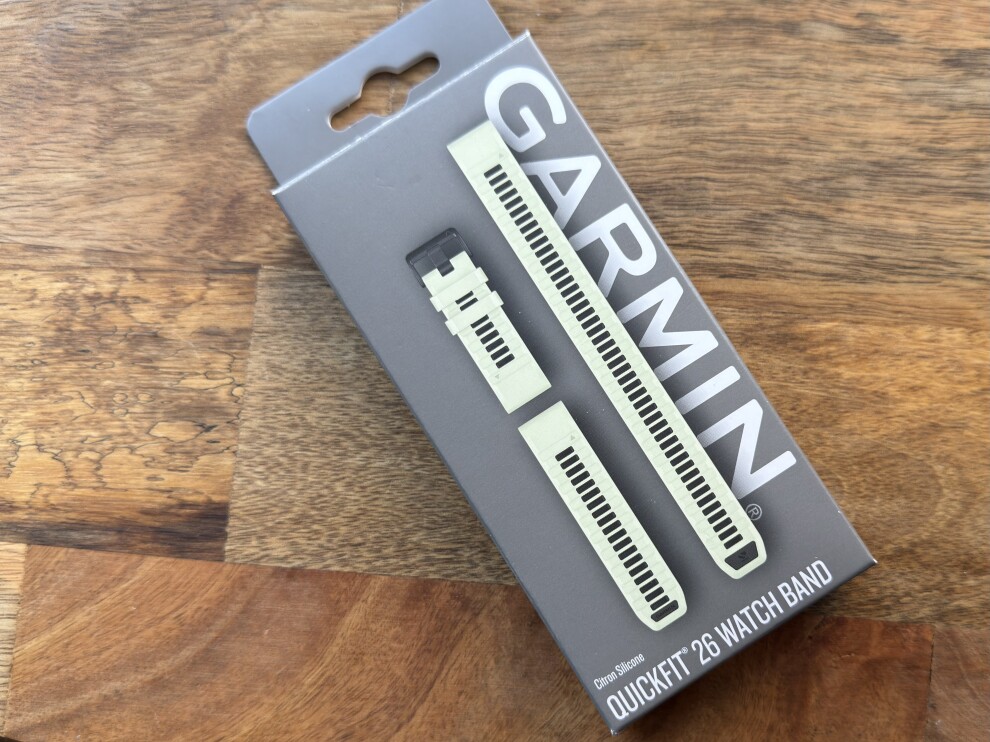 GARMIN®
Citron Silicone
QUICKFIT® 26 WATCH BAND